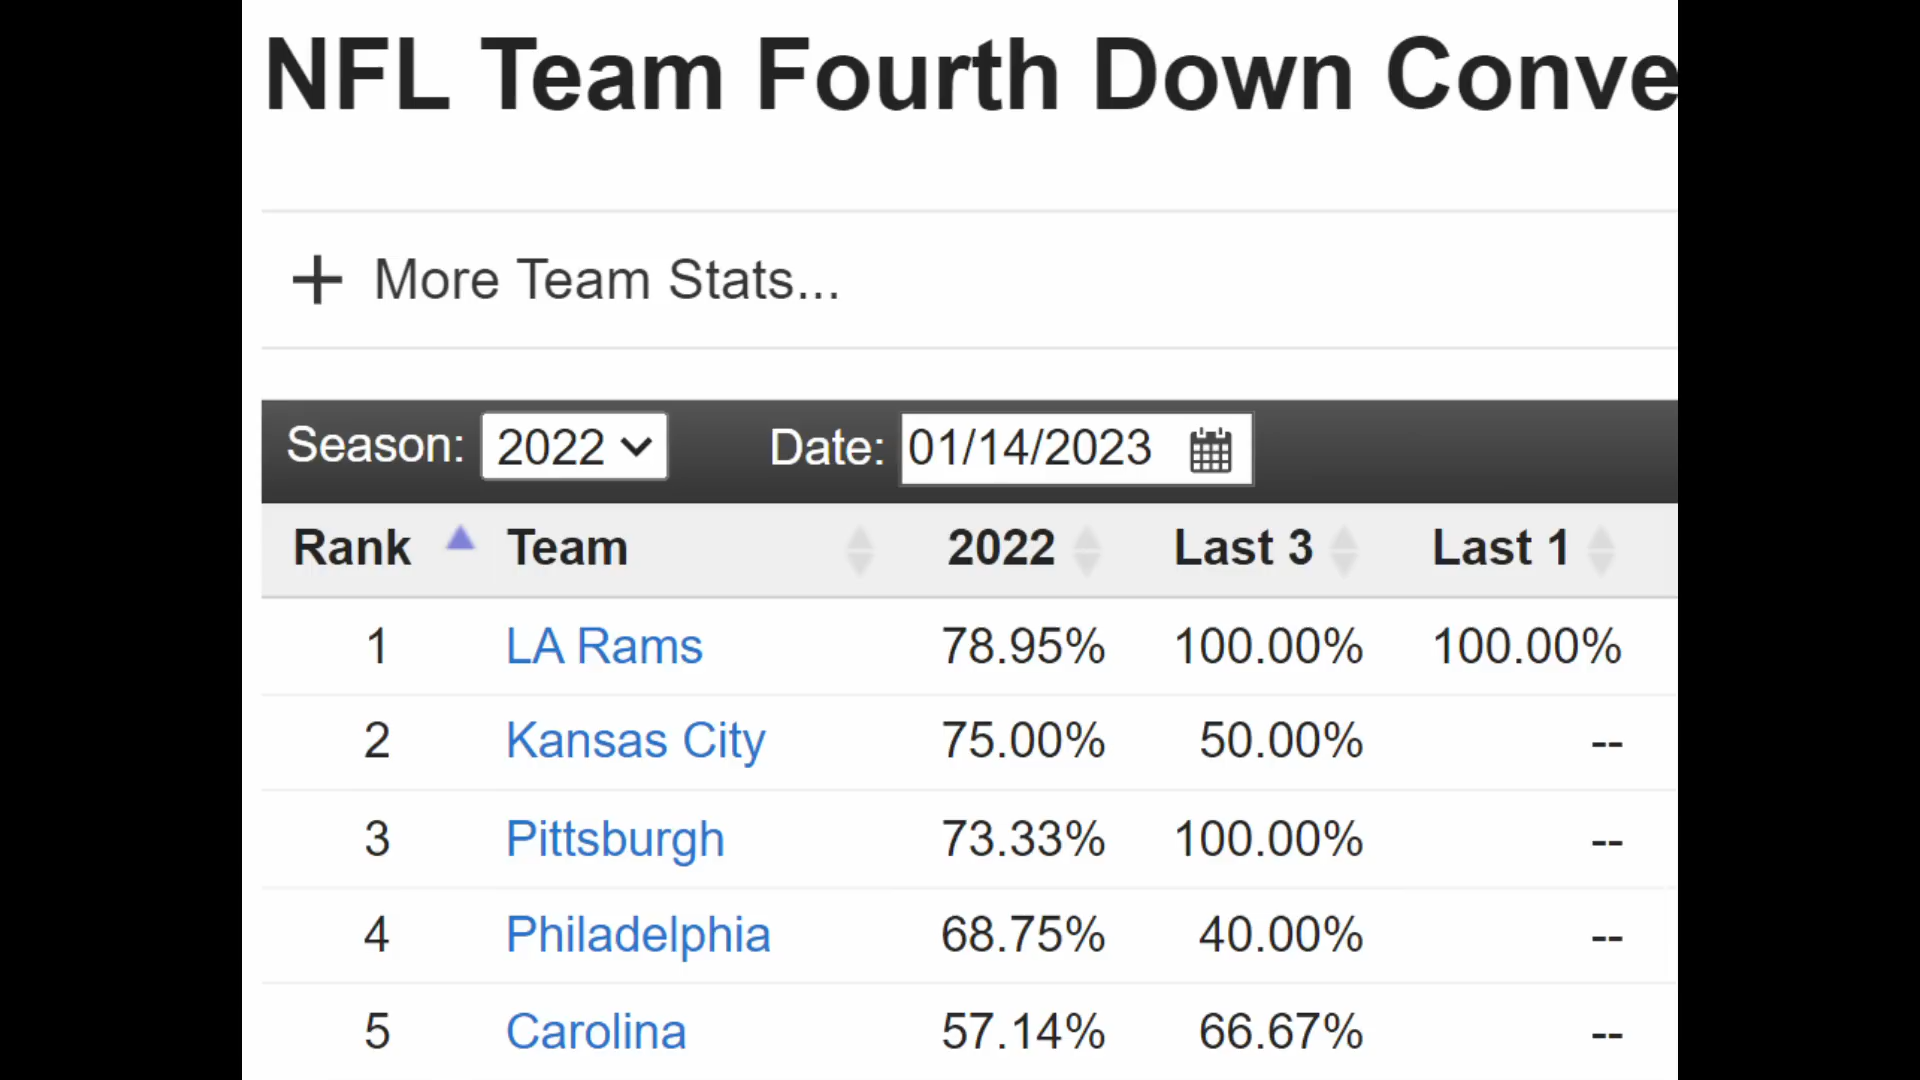 NFL Team Fourth Down Conve
+ More Team Stats...
Season: 2022 Date: 01/14/2023
Rank Team 2022 Last 3 Last 1
1 LA Rams 78.95% 100.00% 100.00%
2 Kansas City 75.00% 50.00% --
3 Pittsburgh 73.33% 100.00% --
4 Philadelphia 68.75% 40.00% --
5 Carolina 57.14% 66.67% --